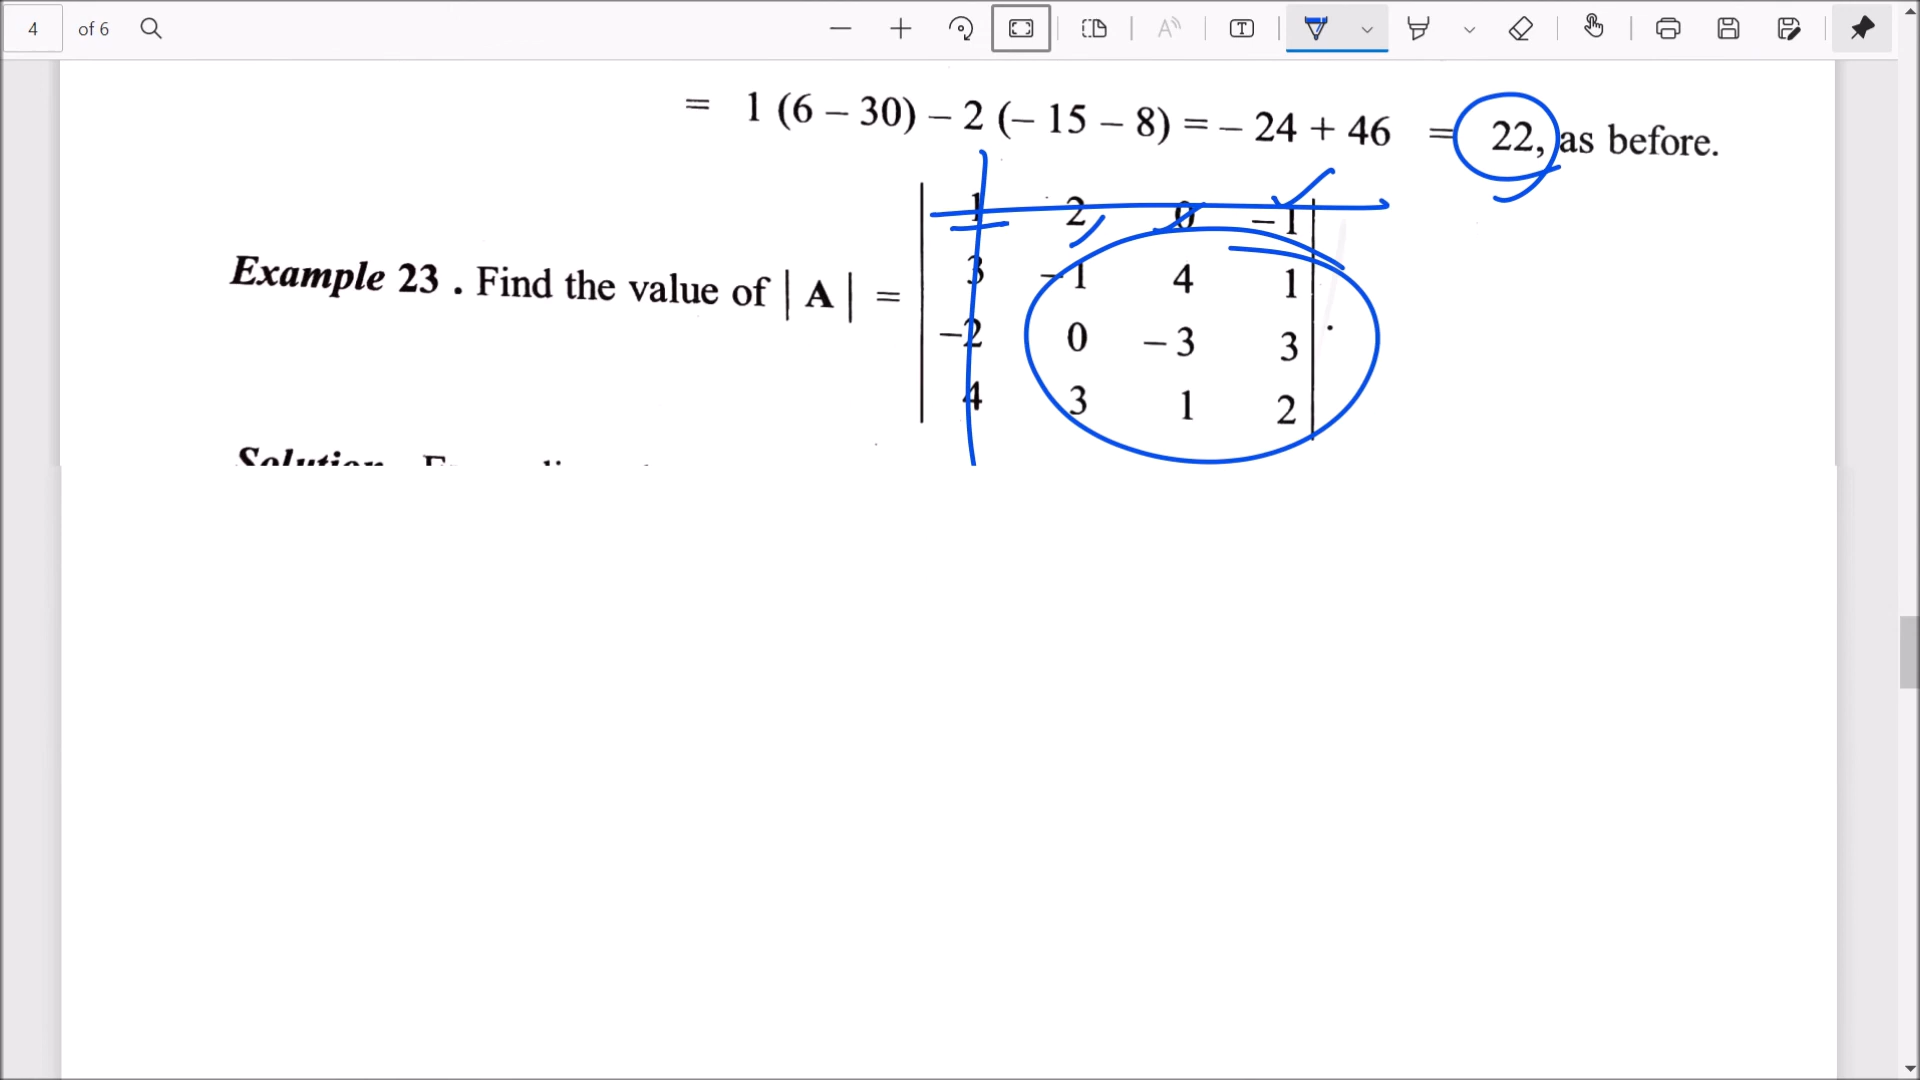 4 of 6
= 1 (6 – 30) – 2 (– 15 – 8) = – 24 + 46 = 22, as before.
1 2 0 –1
Example 23 . Find the value of | A | = 3 –1 4 1 .
–2 0 –3 3
4 3 1 2
Solution